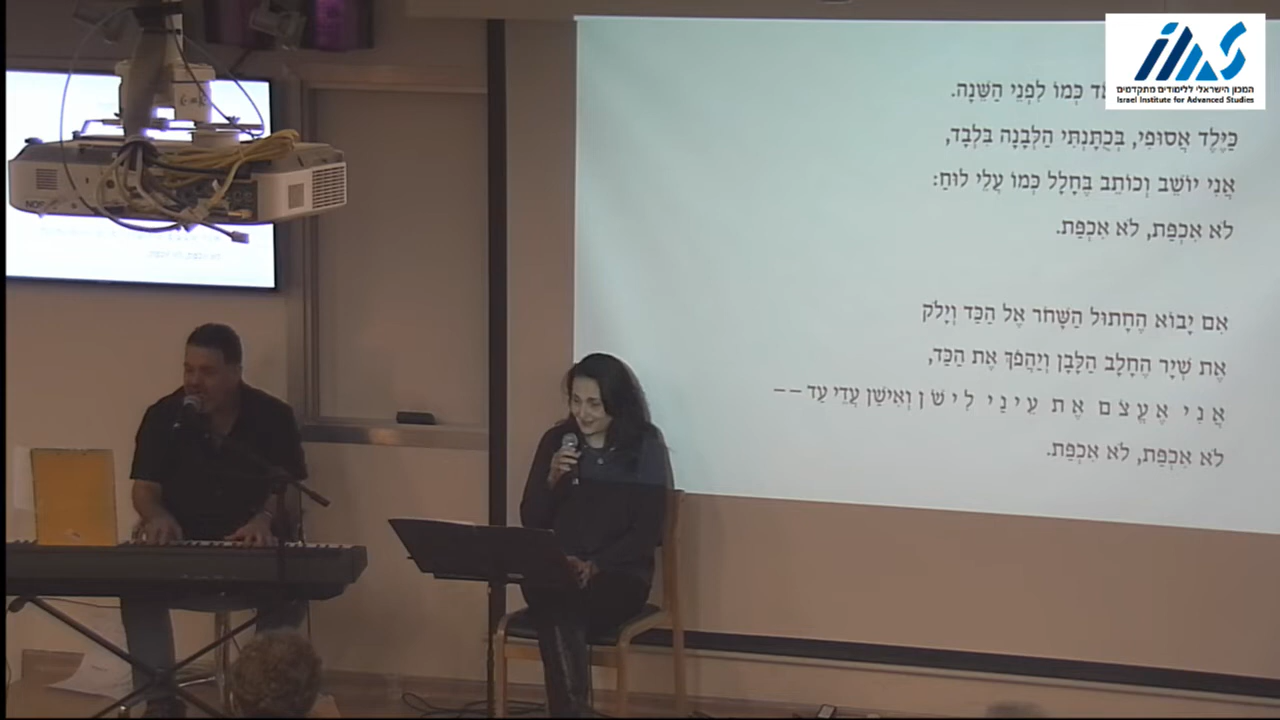 המכון הישראלי ללימודים מתקדמים
Israel Institute for Advanced Studies
כְּמוֹ לִפְנֵי הַשֵּׁנָה.
כַּיֶּלֶד אֲסוּפִי, בְּכֻתָּנְתִּי הַלְּבָנָה בִּלְבָד,
אֲנִי יוֹשֵׁב וְכוֹתֵב בֶּחָלָל כְּמוֹ עֲלֵי לוּחַ:
לֹא אִכְפַּת, לֹא אִכְפַּת.
אִם יָבוֹא הֶחָתוּל הַשָּׁחֹר אֶל הַכַּד וְיָלֹק
אֶת שְׁיָר הֶחָלָב הַלָּבָן וְיַהֲפֹךְ אֶת הַכַּד,
אֲנִי אֶעֱצֹם אֶת עֵינַי לִישֹׁן וְאִישַׁן עֲדֵי עַד – –
לֹא אִכְפַּת, לֹא אִכְפַּת.